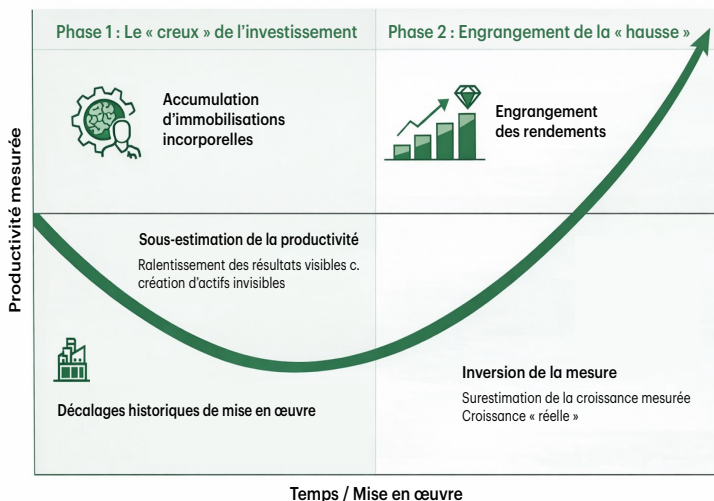 Phase 1 : Le « creux » de l’investissement
Phase 2 : Engrangement de la « hausse »
Accumulation
d’immobilisations
incorporelles
Engrangement
des rendements
Productivité mesurée
Sous-estimation de la productivité
Ralentissement des résultats visibles c.
création d’actifs invisibles
Décalages historiques de mise en œuvre
Inversion de la mesure
Surestimation de la croissance mesurée
Croissance « réelle »
Temps / Mise en œuvre